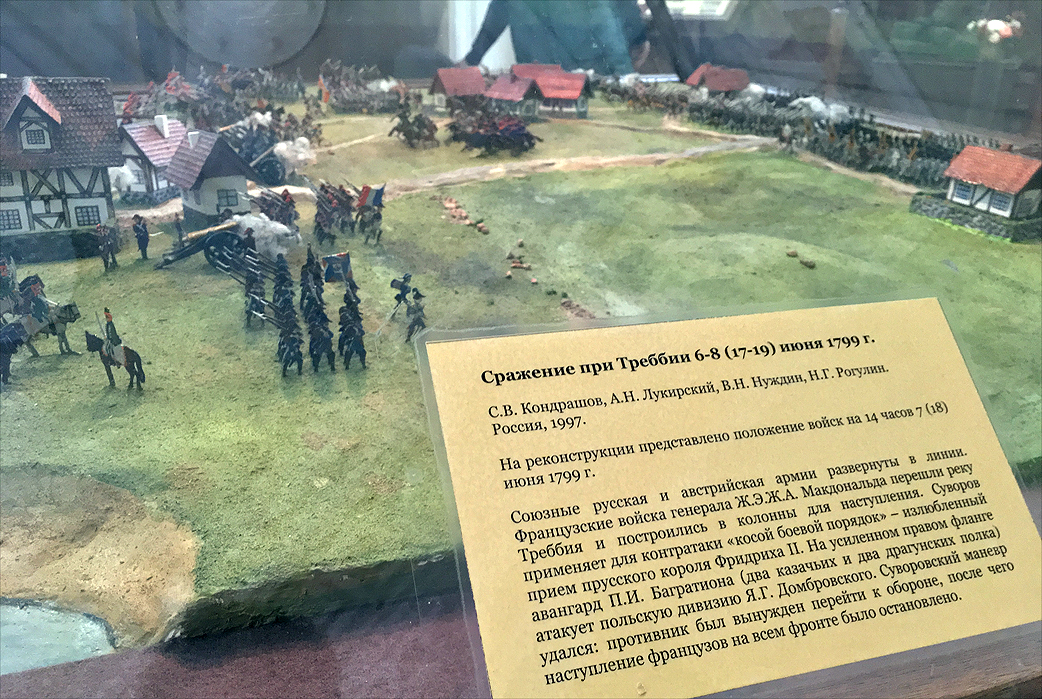 Сражение при Треббии 6-8 (17-19) июня 1799 г.
С.В. Кондрашов, А.Н. Лукирский, В.Н. Нуждин, Н.Г. Рогулин.
Россия, 1997.
На реконструкции представлено положение войск на 14 часов 7 (18)
июня 1799 г.
Союзные русская и австрийская армии развернуты в линии.
Французские войска генерала Ж.Э.Ж.А. Макдональда перешли реку
Треббия и построились в колонны для наступления. Суворов
применяет для контратаки «косой боевой порядок» – излюбленный
прием прусского короля Фридриха II. На усиленном правом фланге
авангард П.И. Багратиона (два казачьих и два драгунских полка)
атакует польскую дивизию Я.Г. Домбровского. Суворовский маневр
удался: противник был вынужден перейти к обороне, после чего
наступление французов на всем фронте было остановлено.